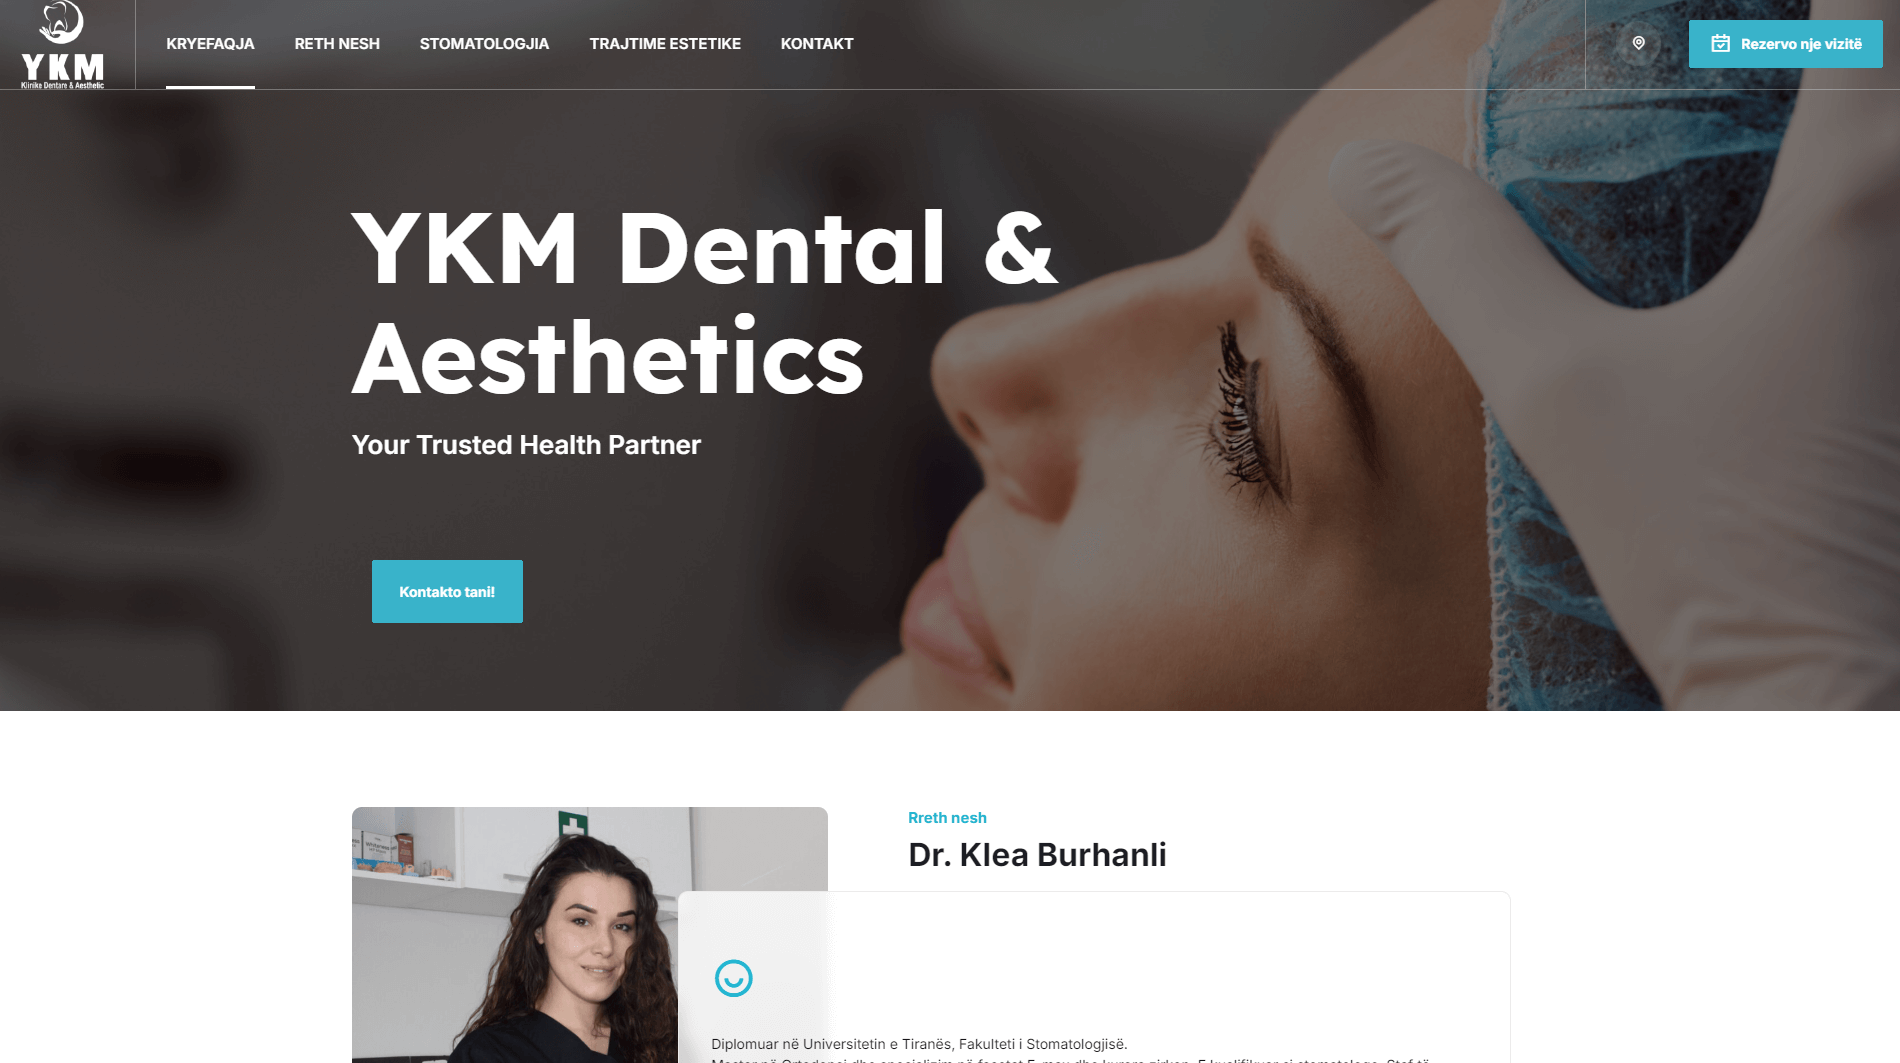 YKM
Klinike Dentare & Aesthetic
KRYEFAQJA
RETH NESH
STOMATOLOGJIA
TRAJTIME ESTETIKE
KONTAKT
Rezervo nje vizitë
YKM Dental &
Aesthetics
Your Trusted Health Partner
Kontakto tani!
Rreth nesh
Dr. Klea Burhanli
Diplomuar në Universitetin e Tiranës, Fakulteti i Stomatologjisë.